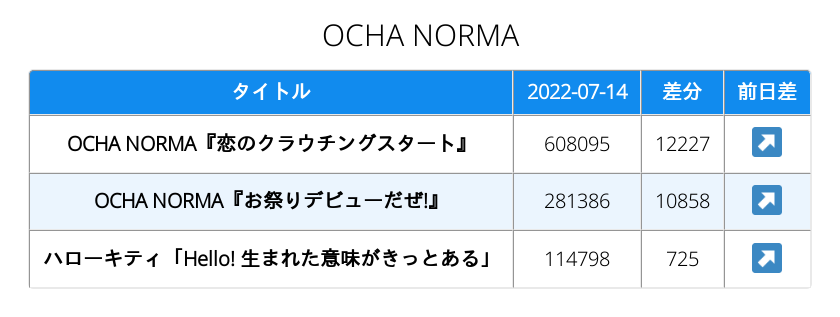 OCHA NORMA
タイトル 2022-07-14 差分 前日差
OCHA NORMA『恋のクラウチングスタート』 608095 12227
OCHA NORMA『お祭りデビューだぜ!』 281386 10858
ハローキティ「Hello! 生まれた意味がきっとある」 114798 725